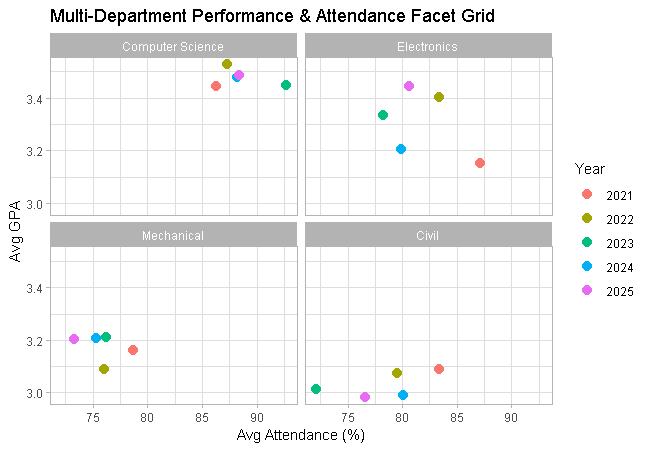 Multi-Department Performance & Attendance Facet Grid
Computer Science
Electronics
3.4
3.2
3.0
Mechanical
Civil
3.4
3.2
3.0
75 80 85 90
75 80 85 90
Avg Attendance (%)
Avg GPA
Year
2021
2022
2023
2024
2025